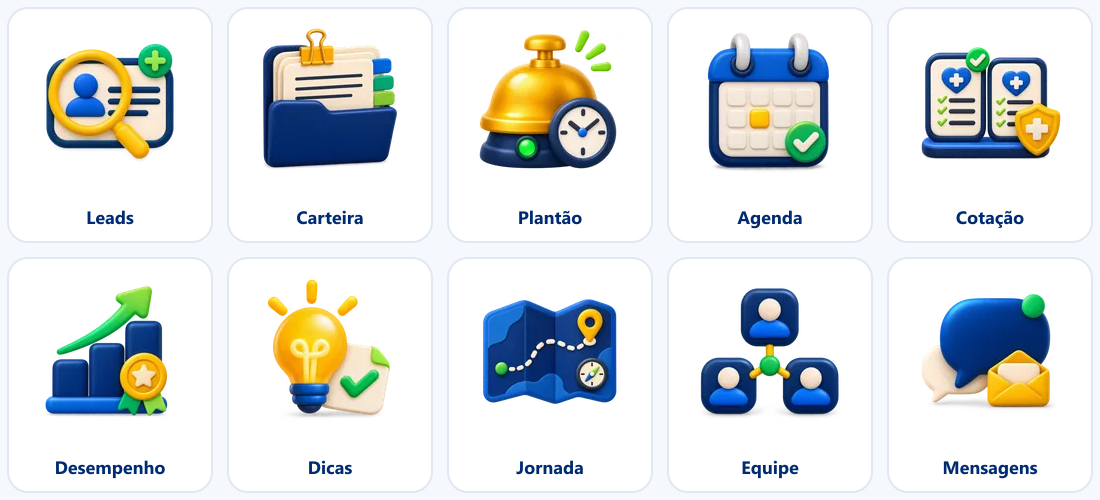 Leads
Carteira
Plantão
Agenda
Cotação
Desempenho
Dicas
Jornada
Equipe
Mensagens